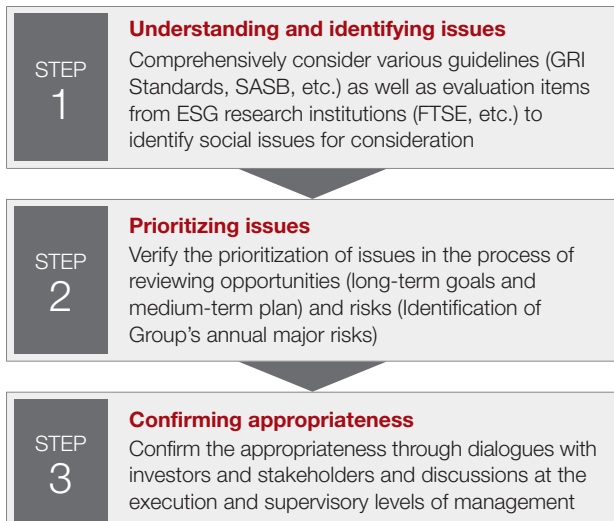 STEP
1
Understanding and identifying issues
Comprehensively consider various guidelines (GRI
Standards, SASB, etc.) as well as evaluation items
from ESG research institutions (FTSE, etc.) to
identify social issues for consideration
STEP
2
Prioritizing issues
Verify the prioritization of issues in the process of
reviewing opportunities (long-term goals and
medium-term plan) and risks (Identification of
Group's annual major risks)
STEP
3
Confirming appropriateness
Confirm the appropriateness through dialogues with
investors and stakeholders and discussions at the
execution and supervisory levels of management